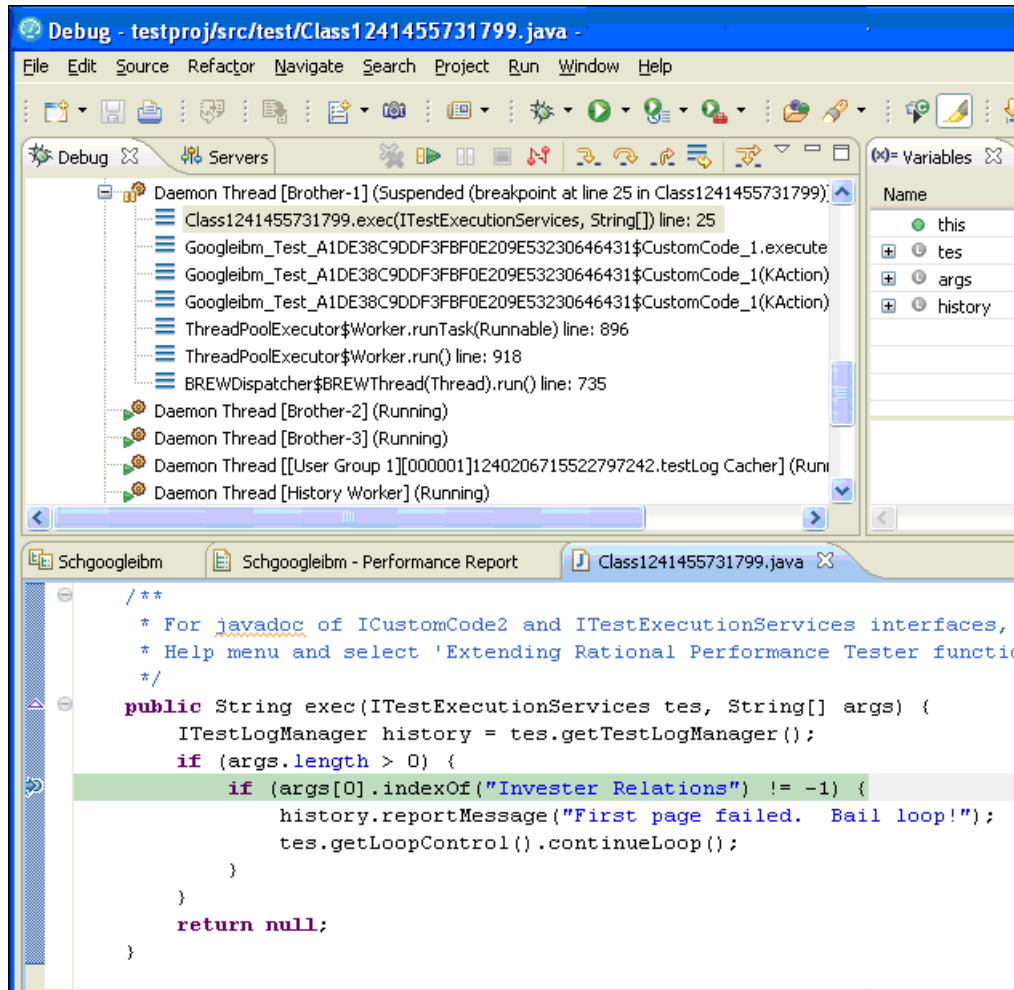 Debug - testproj/src/test/Class1241455731799.java -
File Edit Source Refactor Navigate Search Project Run Window Help
Debug Servers
Daemon Thread [Brother-1] (Suspended (breakpoint at line 25 in Class1241455731799))
Class1241455731799.exec(ITestExecutionServices, String[]) line: 25
Googleibm_Test_A1DE38C9DDF3FBF0E209E53230646431$CustomCode_1.execute
Googleibm_Test_A1DE38C9DDF3FBF0E209E53230646431$CustomCode_1(KAction)
Googleibm_Test_A1DE38C9DDF3FBF0E209E53230646431$CustomCode_1(KAction)
ThreadPoolExecutor$Worker.runTask(Runnable) line: 896
ThreadPoolExecutor$Worker.run() line: 918
BREWDispatcher$BREWThread(Thread).run() line: 735
Daemon Thread [Brother-2] (Running)
Daemon Thread [Brother-3] (Running)
Daemon Thread [[User Group 1][000001]1240206715522797242.testLog Cacher] (Runn
Daemon Thread [History Worker] (Running)
(x)= Variables
Name
this
tes
args
history
Schgoogleibm Schgoogleibm - Performance Report Class1241455731799.java
/**
* For javadoc of ICustomCode2 and ITestExecutionServices interfaces,
* Help menu and select 'Extending Rational Performance Tester functio
*/
public String exec(ITestExecutionServices tes, String[] args) {
ITestLogManager history = tes.getTestLogManager();
if (args.length > 0) {
if (args[0].indexOf("Invester Relations") != -1) {
history.reportMessage("First page failed.  Bail loop!");
tes.getLoopControl().continueLoop();
}
}
return null;
}